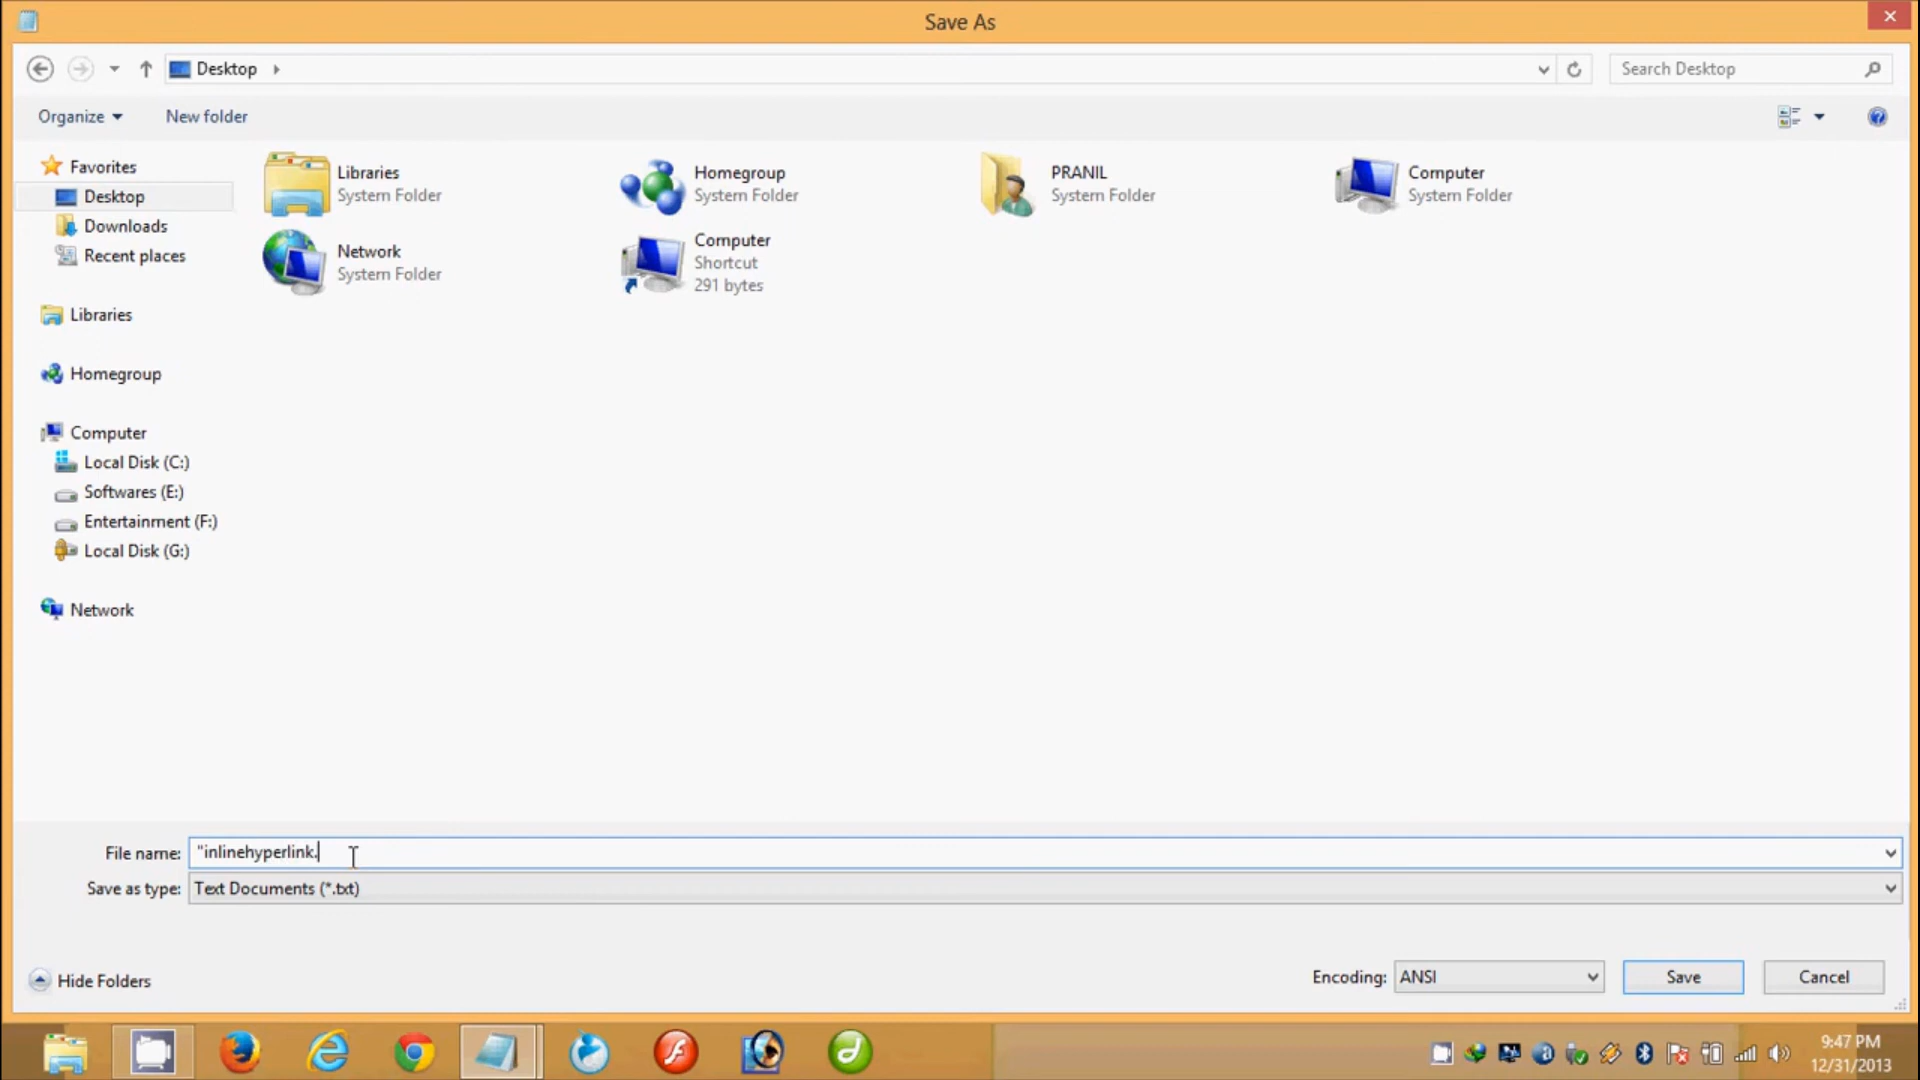 Save As
Desktop
Search Desktop
Organize
New folder
Favorites
Desktop
Downloads
Recent places
Libraries
Homegroup
Computer
Local Disk (C:)
Softwares (E:)
Entertainment (F:)
Local Disk (G:)
Network
Libraries
System Folder
Homegroup
System Folder
PRANIL
System Folder
Computer
System Folder
Network
System Folder
Computer
Shortcut
291 bytes
File name: "inlinehyperlink.
Save as type: Text Documents (*.txt)
Hide Folders
Encoding: ANSI
Save
Cancel
9:47 PM
12/31/2013